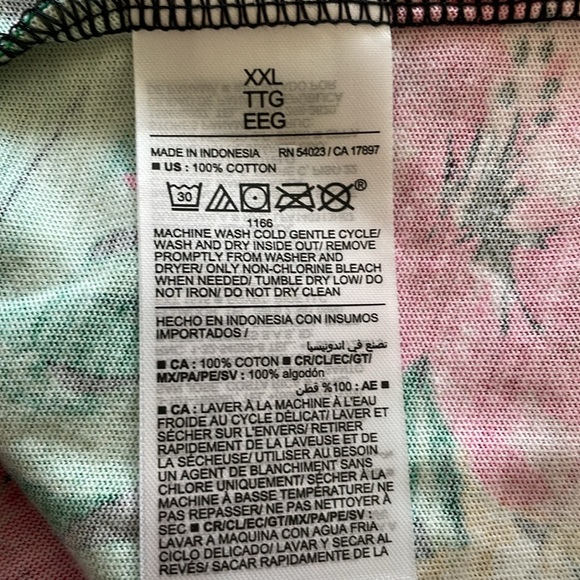 XXL
TTG
EEG
MADE IN INDONESIA RN 54023 / CA 17897
■ US : 100% COTTON
30 ®
1166
MACHINE WASH COLD GENTLE CYCLE/
WASH AND DRY INSIDE OUT/ REMOVE
PROMPTLY FROM WASHER AND
DRYER/ ONLY NON-CHLORINE BLEACH
WHEN NEEDED/ TUMBLE DRY LOW/ DO
NOT IRON/ DO NOT DRY CLEAN
HECHO EN INDONESIA CON INSUMOS
IMPORTADOS /
تصنع في اندونيسيا
■ CA : 100% COTON ■ CR/CL/EC/GT/
MX/PA/PE/SV : 100% algodón
■ AE : 100% قطن
■ CA : LAVER À LA MACHINE À L'EAU
FROIDE AU CYCLE DÉLICAT/ LAVER ET
SÉCHER SUR L'ENVERS/ RETIRER
RAPIDEMENT DE LA LAVEUSE ET DE
LA SÉCHEUSE/ UTILISER AU BESOIN
UN AGENT DE BLANCHIMENT SANS
CHLORE UNIQUEMENT/ SÉCHER À LA
MACHINE À BASSE TEMPÉRATURE/ NE
PAS REPASSER/ NE PAS NETTOYER À
SEC ■ CR/CL/EC/GT/MX/PA/PE/SV :
LAVAR A MAQUINA CON AGUA FRIA
CICLO DELICADO/ LAVAR Y SECAR AL
REVÉS/ SACAR RAPIDAMENTE DE LA